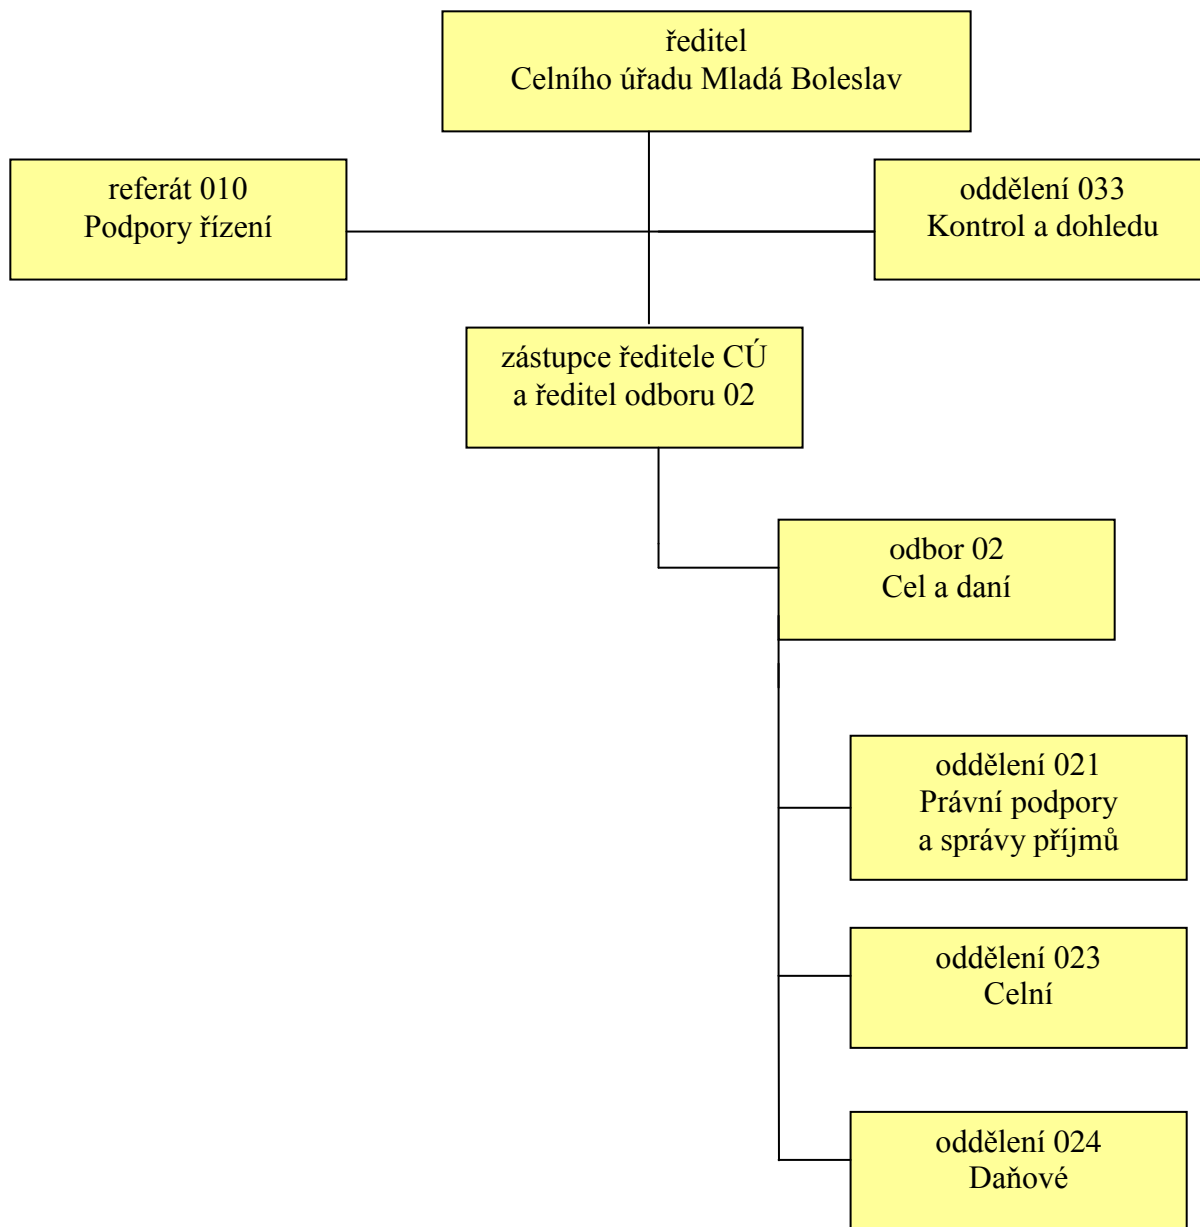 ředitel
Celního úřadu Mladá Boleslav
referát 010
Podpory řízení
oddělení 033
Kontrol a dohledu
zástupce ředitele CÚ
a ředitel odboru 02
odbor 02
Cel a daní
oddělení 021
Právní podpory
a správy příjmů
oddělení 023
Celní
oddělení 024
Daňové